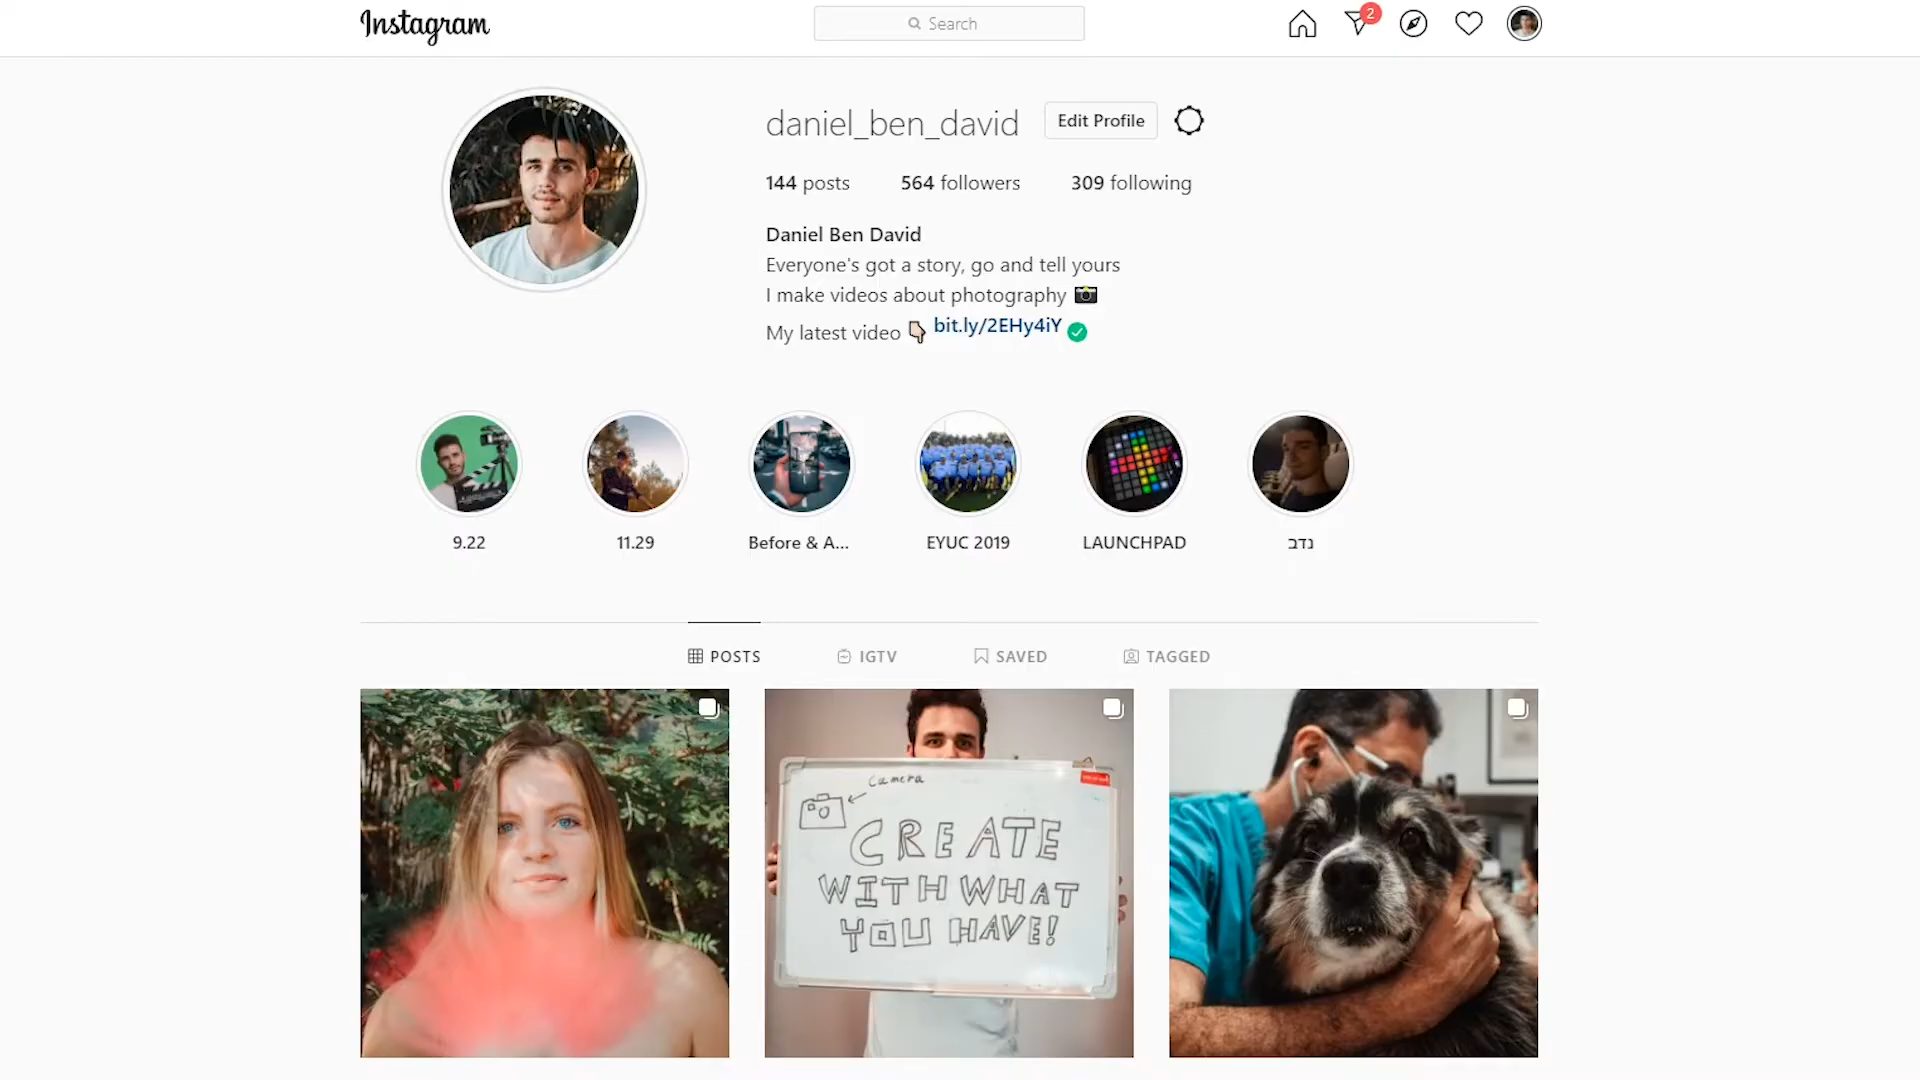 Instagram
Search
2
daniel_ben_david
Edit Profile
144 posts 564 followers 309 following
Daniel Ben David
Everyone's got a story, go and tell yours
I make videos about photography
My latest video bit.ly/2EHy4iY
9.22
11.29
Before & A...
EYUC 2019
LAUNCHPAD
נדב
POSTS
IGTV
SAVED
TAGGED
camera
CREATE
WITH WHAT
YOU HAVE!